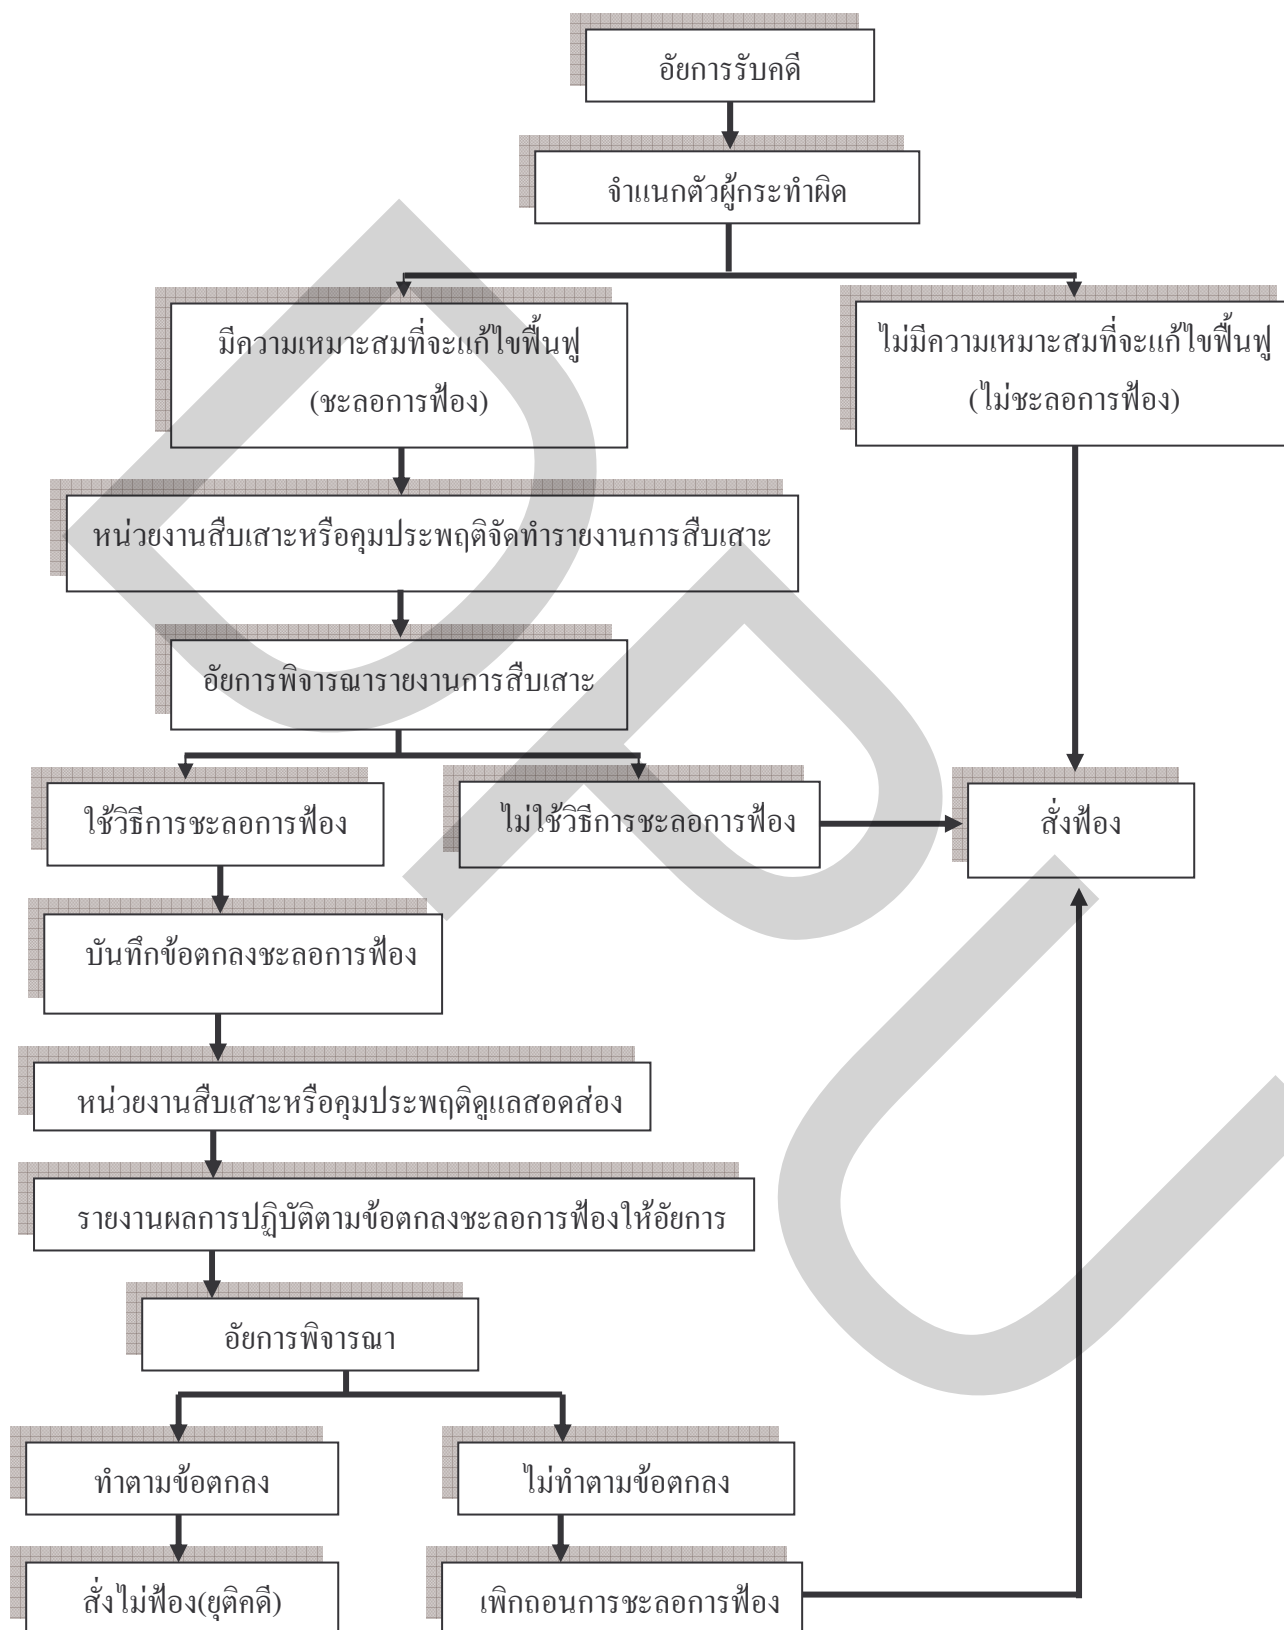 อัยการรับคดี
จำแนกตัวผู้กระทำผิด
มีความเหมาะสมที่จะแก้ไขฟื้นฟู
(ชะลอการฟ้อง)
ไม่มีความเหมาะสมที่จะแก้ไขฟื้นฟู
(ไม่ชะลอการฟ้อง)
หน่วยงานสืบเสาะหรือคุมประพฤติจัดทำรายงานการสืบเสาะ
อัยการพิจารณารายงานการสืบเสาะ
ใช้วิธีการชะลอการฟ้อง
ไม่ใช้วิธีการชะลอการฟ้อง
สั่งฟ้อง
บันทึกข้อตกลงชะลอการฟ้อง
หน่วยงานสืบเสาะหรือคุมประพฤติดูแลสอดส่อง
รายงานผลการปฏิบัติตามข้อตกลงชะลอการฟ้องให้อัยการ
อัยการพิจารณา
ทำตามข้อตกลง
ไม่ทำตามข้อตกลง
สั่งไม่ฟ้อง(ยุติคดี)
เพิกถอนการชะลอการฟ้อง
DPU